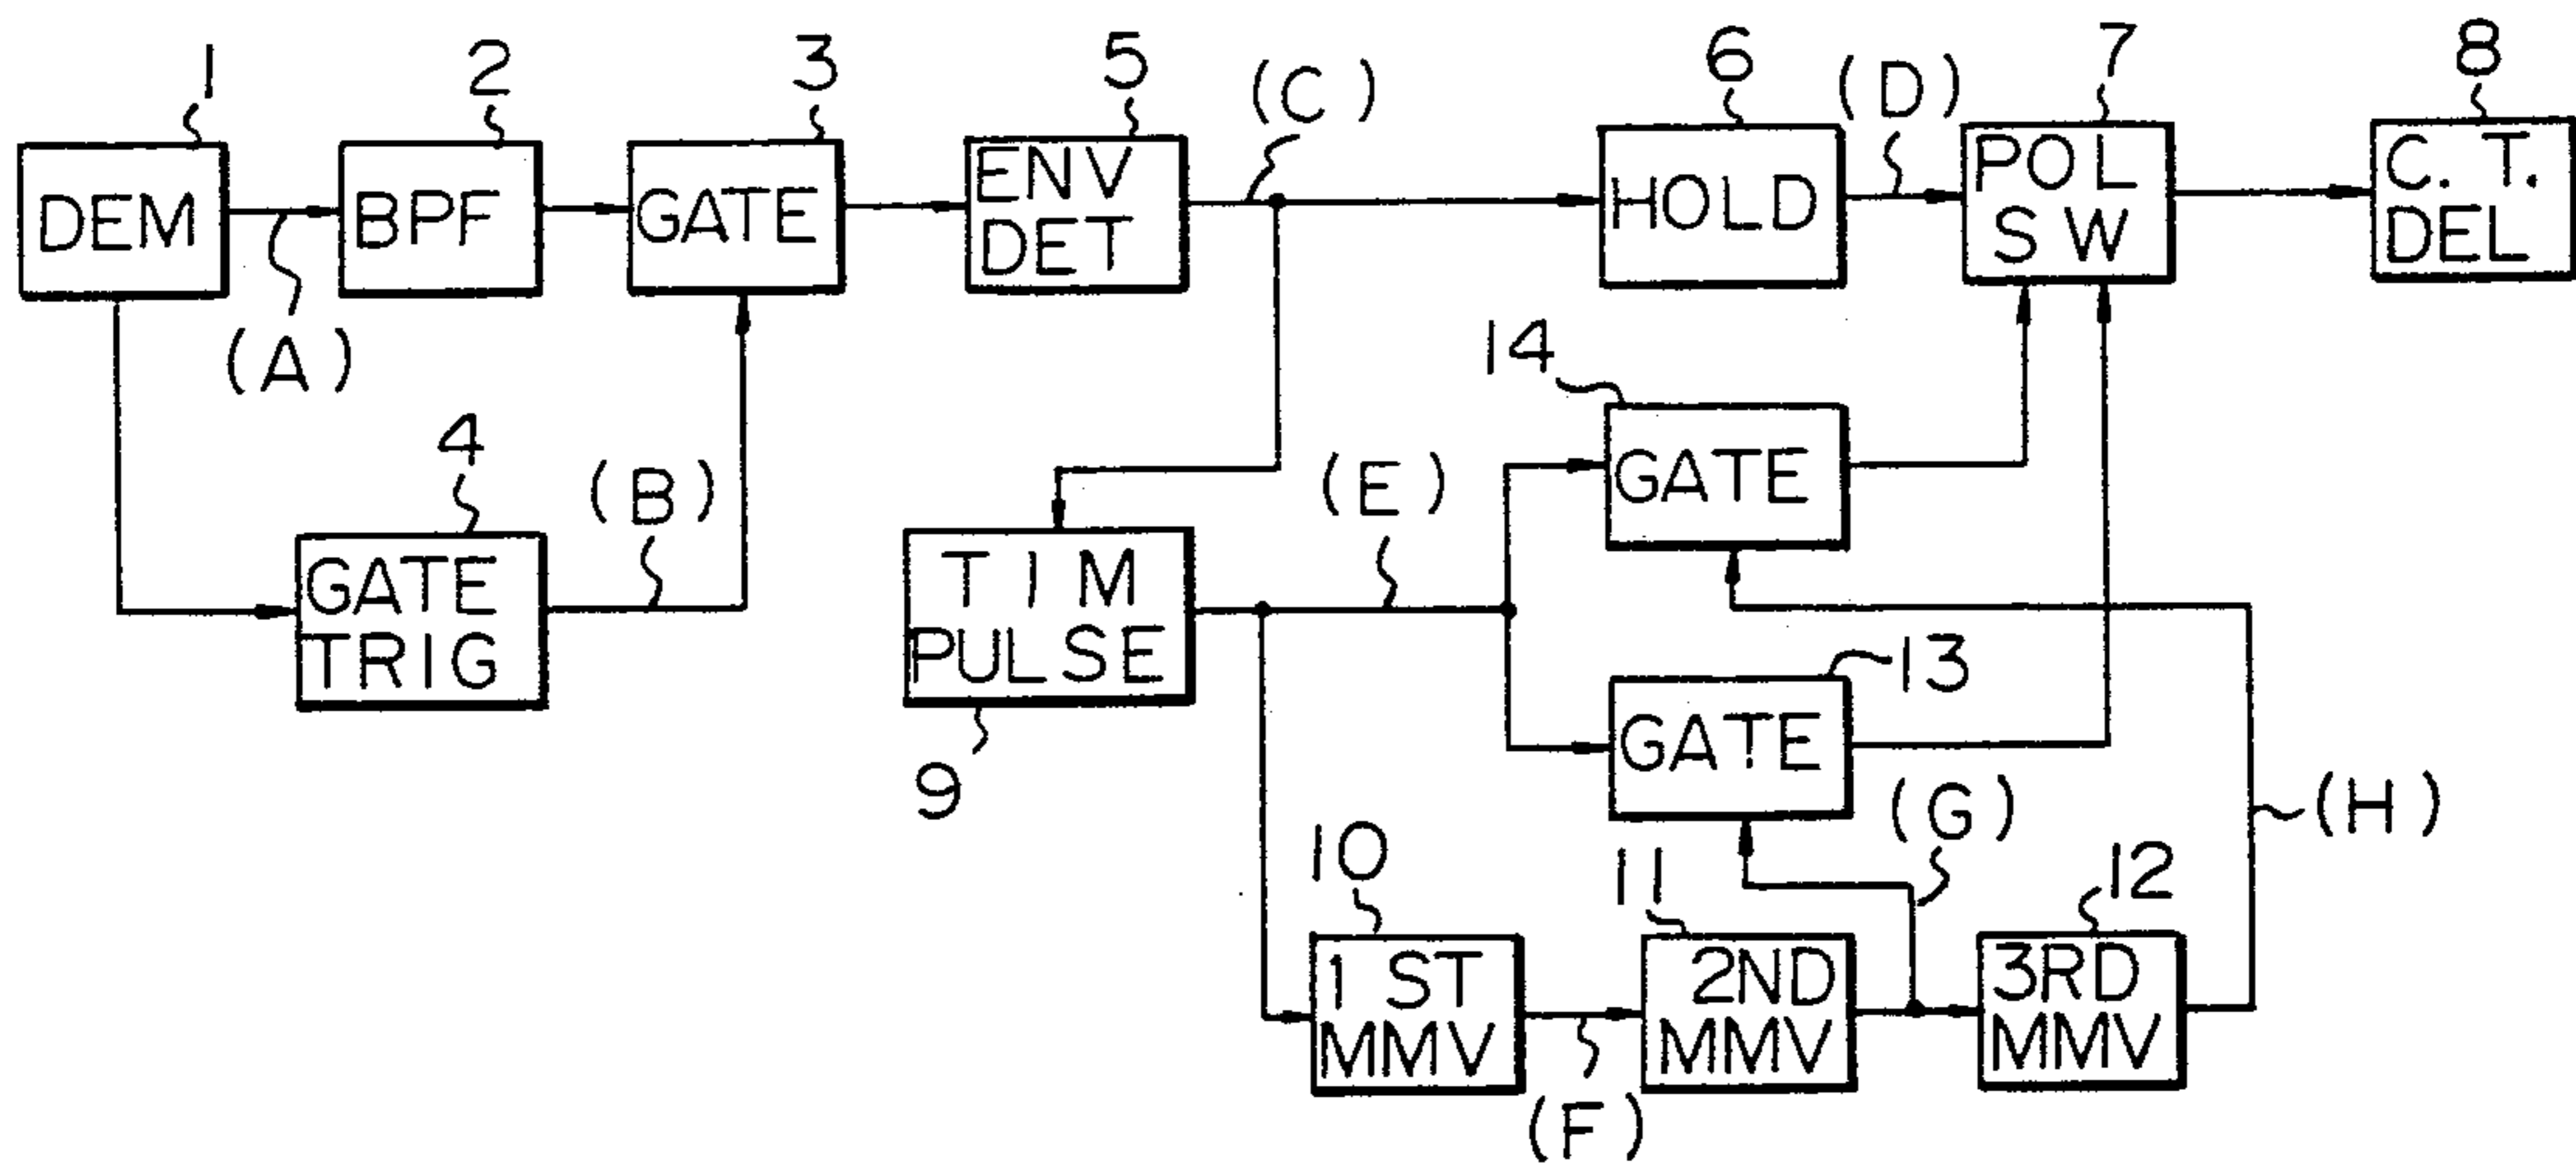 1
2
3
5
(C)
6
(D)
7
8
DEM
BPF
GATE
ENV
DET
HOLD
POL
SW
C. T.
DEL
(A)
4
(B)
GATE
TRIG
TIM
PULSE
9
(E)
14
GATE
13
GATE
(G)
(H)
10
11
12
1 ST
MMV
(F)
2ND
MMV
3RD
MMV